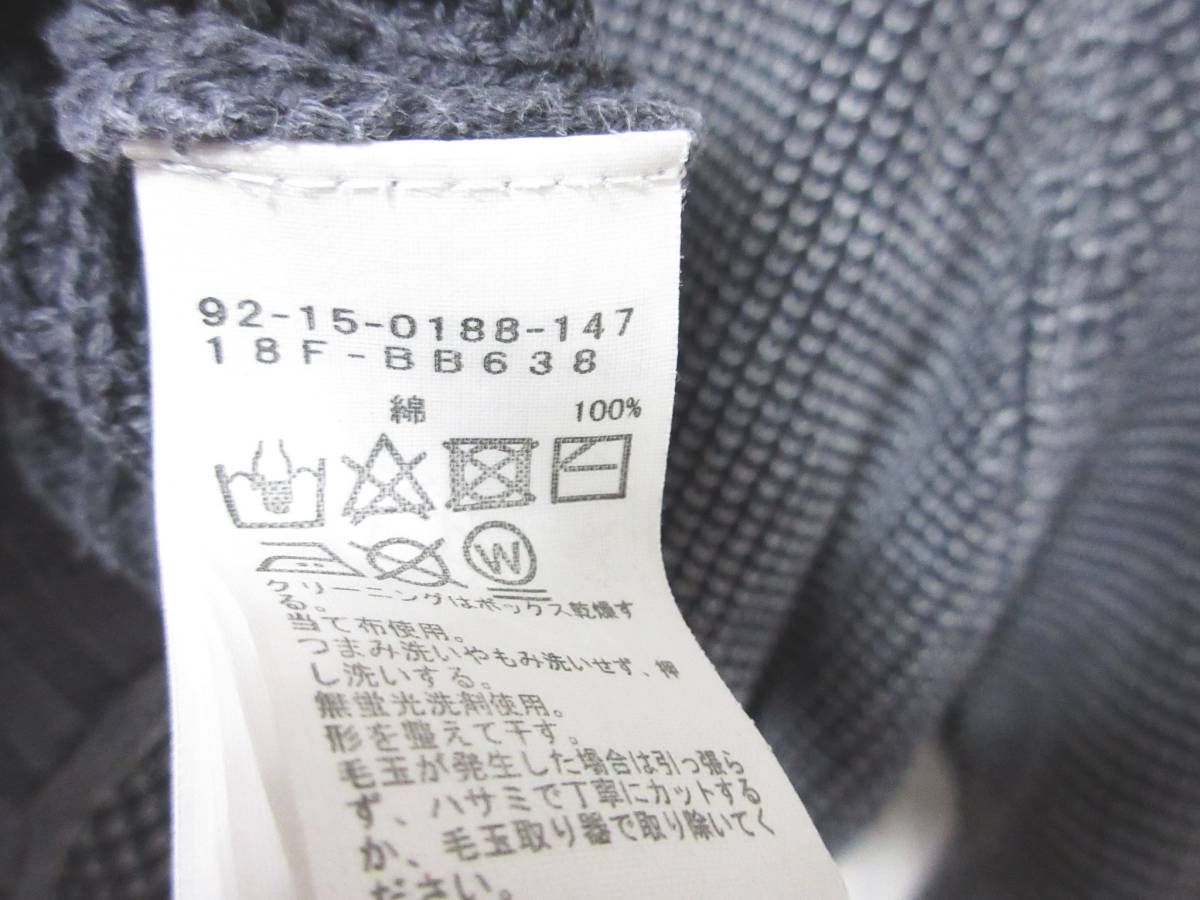 92-15-0188-147
18F-BB638
綿 100%
W
クリーニングはボックス乾燥す
る。
当て布使用。
つまみ洗いやもみ洗いせず、押
し洗いする。
無蛍光洗剤使用。
形を整えて干す。
毛玉が発生した場合は引っ張ら
ず、ハサミで丁寧にカットする
か、毛玉取り器で取り除いてく
ださい。